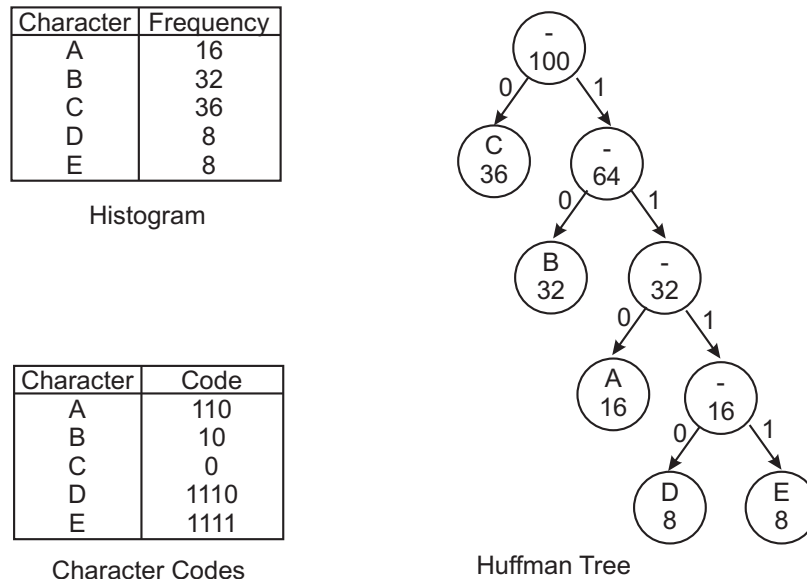 Character Frequency
A 16
B 32
C 36
D 8
E 8
Histogram
Character Code
A 110
B 10
C 0
D 1110
E 1111
Character Codes
-
100
0 1
C
36
-
64
0 1
B
32
-
32
0 1
A
16
-
16
0 1
D
8
E
8
Huffman Tree